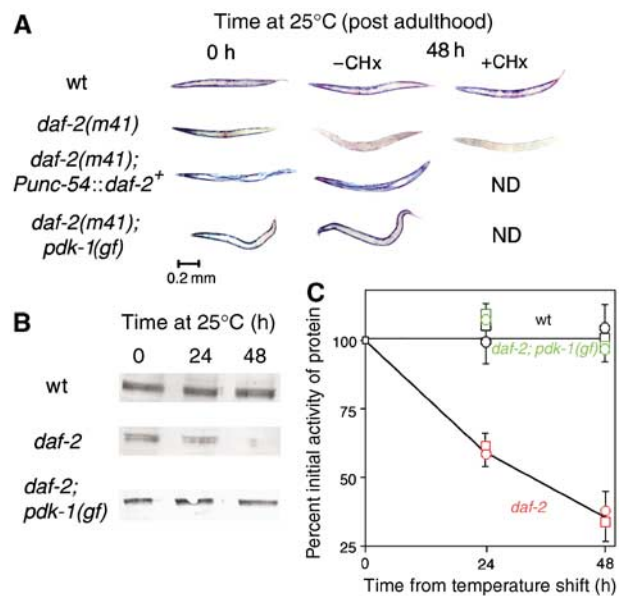 A
Time at 25°C (post adulthood)
0 h
48 h
−CHx
+CHx
wt
daf-2(m41)
daf-2(m41);
Punc-54::daf-2+
ND
daf-2(m41);
pdk-1(gf)
ND
0.2 mm
B
Time at 25°C (h)
0 24 48
wt
daf-2
daf-2;
pdk-1(gf)
C
Percent initial activity of protein
100
75
50
25
wt
daf-2; pdk-1(gf)
daf-2
0 24 48
Time from temperature shift (h)